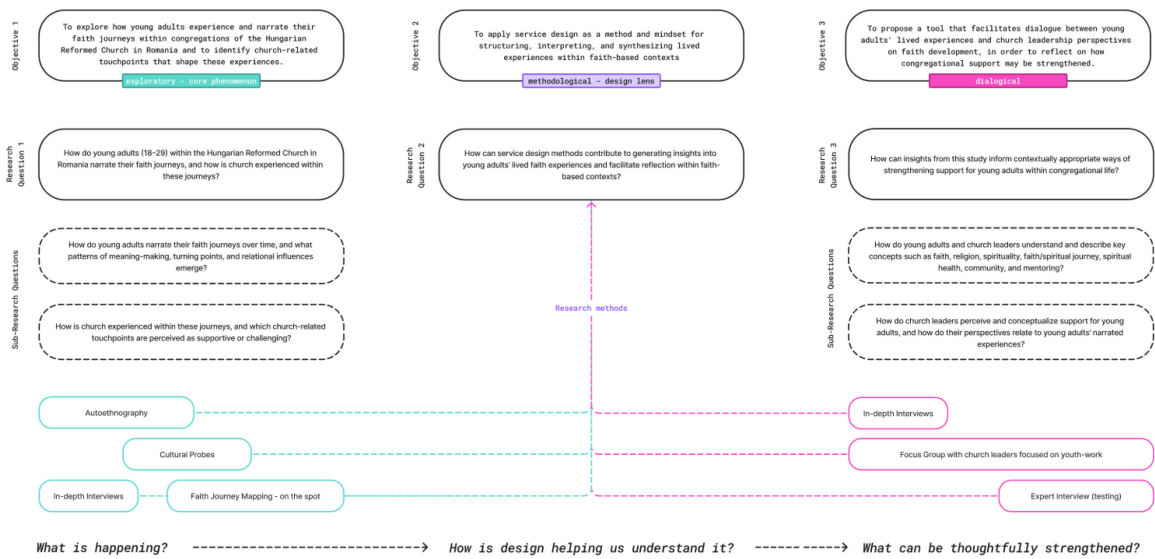 Objective 1
To explore how young adults experience and narrate their
faith journeys within congregations of the Hungarian
Reformed Church in Romania and to identify church-related
touchpoints that shape these experiences.
exploratory - core phenomenon
Objective 2
To apply service design as a method and mindset for
structuring, interpreting, and synthesizing lived
experiences within faith-based contexts
methodological - design lens
Objective 3
To propose a tool that facilitates dialogue between young
adults' lived experiences and church leadership perspectives
on faith development, in order to reflect on how
congregational support may be strengthened.
dialogical
Research
Question 1
How do young adults (18–29) within the Hungarian Reformed Church in
Romania narrate their faith journeys, and how is church experienced within
these journeys?
Research
Question 2
How can service design methods contribute to generating insights into
young adults' lived faith experiences and facilitate reflection within faith-
based contexts?
Research
Question 3
How can insights from this study inform contextually appropriate ways of
strengthening support for young adults within congregational life?
Sub-Research Questions
How do young adults narrate their faith journeys over time, and what
patterns of meaning-making, turning points, and relational influences
emerge?
How is church experienced within these journeys, and which church-related
touchpoints are perceived as supportive or challenging?
Research methods
Sub-Research Questions
How do young adults and church leaders understand and describe key
concepts such as faith, religion, spirituality, faith/spiritual journey, spiritual
health, community, and mentoring?
How do church leaders perceive and conceptualize support for young
adults, and how do their perspectives relate to young adults' narrated
experiences?
Autoethnography
In-depth Interviews
Cultural Probes
Focus Group with church leaders focused on youth-work
In-depth Interviews
Faith Journey Mapping - on the spot
Expert Interview (testing)
What is happening?
How is design helping us understand it?
What can be thoughtfully strengthened?